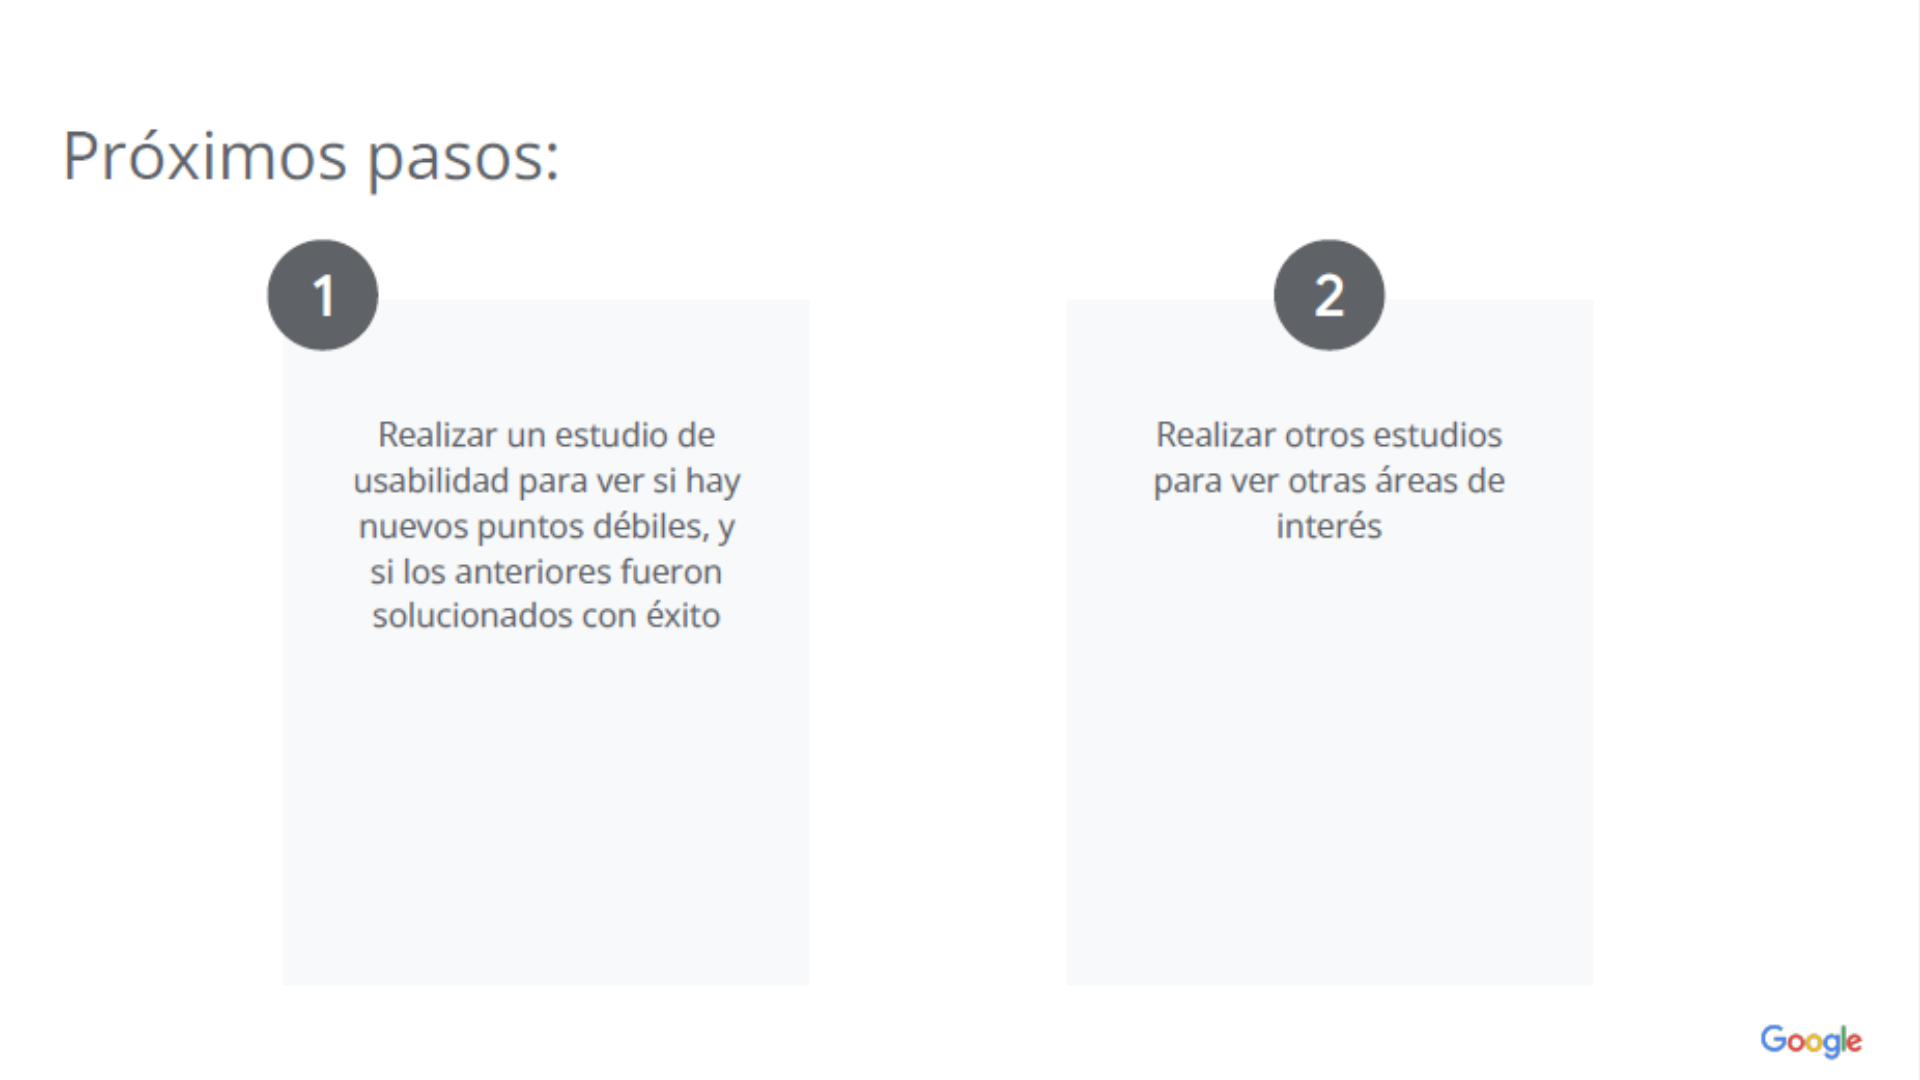 Próximos pasos:
1
Realizar un estudio de
usabilidad para ver si hay
nuevos puntos débiles, y
si los anteriores fueron
solucionados con éxito
2
Realizar otros estudios
para ver otras áreas de
interés
Google